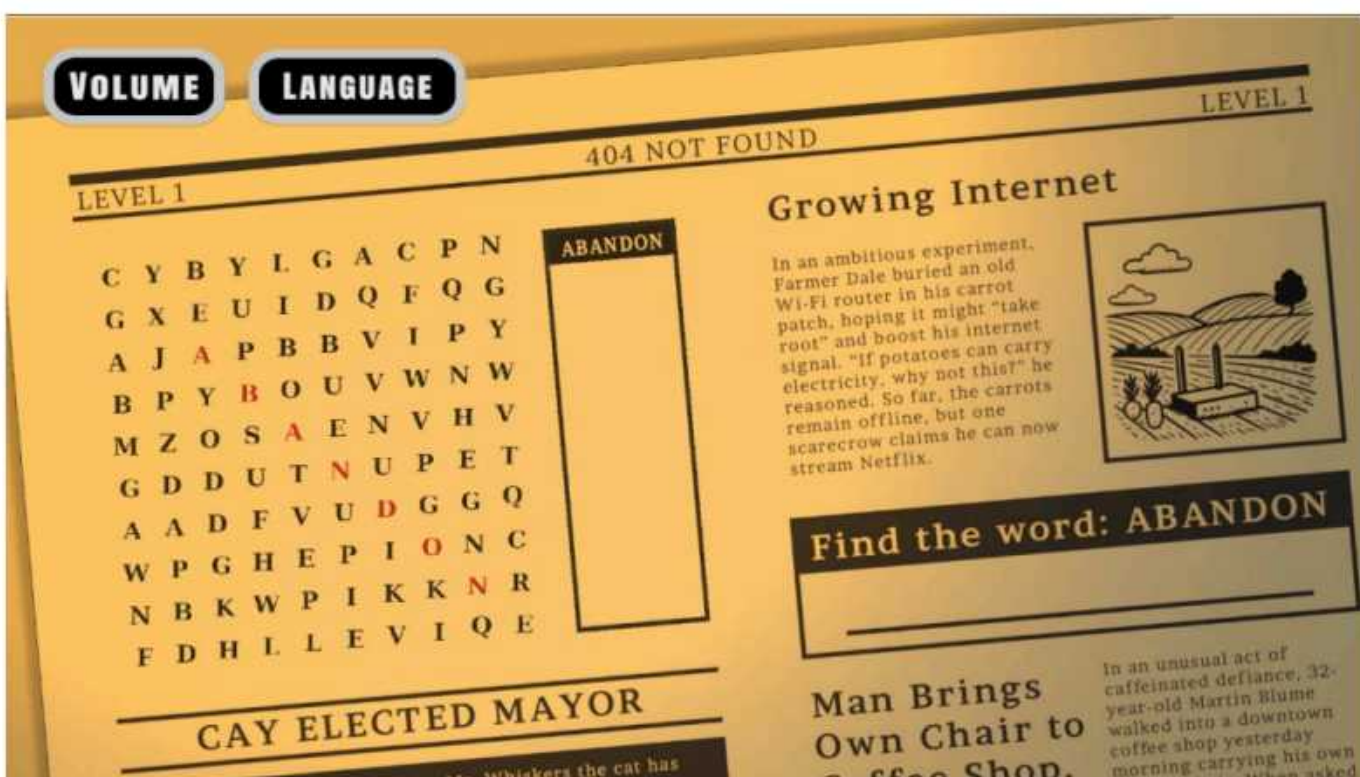 VOLUME
LANGUAGE
LEVEL 1
404 NOT FOUND
LEVEL 1
C Y B Y L G A C P N
G X E U I D Q F Q G
A J A P B B V I P Y
B P Y B O U V W N W
M Z O S A E N V H V
G D D U T N U P E T
A A D F V U D G G Q
W P G H E P I O N C
N B K W P I K K N R
F D H L L E V I Q E
ABANDON
CAY ELECTED MAYOR
Whiskers the cat has
Growing Internet
In an ambitious experiment,
Farmer Dale buried an old
Wi-Fi router in his carrot
patch, hoping it might "take
root" and boost his internet
signal. "If potatoes can carry
electricity, why not this?" he
reasoned. So far, the carrots
remain offline, but one
scarecrow claims he can now
stream Netflix.
Find the word: ABANDON
Man Brings
Own Chair to
Coffee Shop,
In an unusual act of
caffeinated defiance, 32-
year-old Martin Blume
walked into a downtown
coffee shop yesterday
morning carrying his own